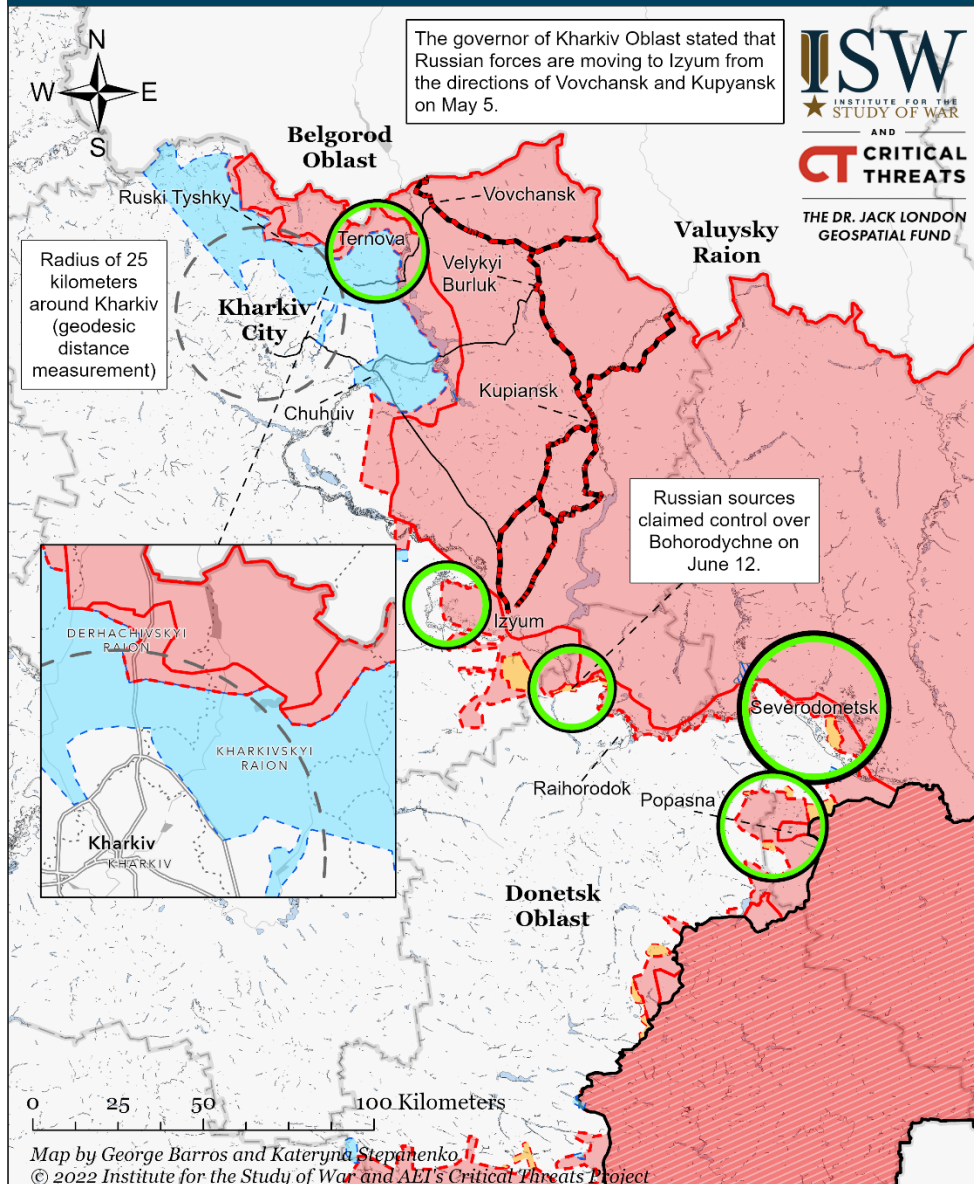 The governor of Kharkiv Oblast stated that
Russian forces are moving to Izyum from
the directions of Vovchansk and Kupyansk
on May 5.
ISW
INSTITUTE FOR THE
STUDY OF WAR
AND
CT CRITICAL
THREATS
THE DR. JACK LONDON
GEOSPATIAL FUND
N
W E
S
Belgorod
Oblast
Ruski Tyshky
Vovchansk
Ternova
Valuysky
Raion
Radius of 25
kilometers
around Kharkiv
(geodesic
distance
measurement)
Velykyi
Burluk
Kharkiv
City
Kupiansk
Chuhuiv
Russian sources
claimed control over
Bohorodychne on
June 12.
Izyum
DERHACHIVSKYI
RAION
KHARKIVSKYI
RAION
Kharkiv
KHARKIV
Severodonetsk
Raihorodok
Popasna
Donetsk
Oblast
0 25 50 100 Kilometers
Map by George Barros and Kateryna Stepanenko
© 2022 Institute for the Study of War and AEI's Critical Threats Project